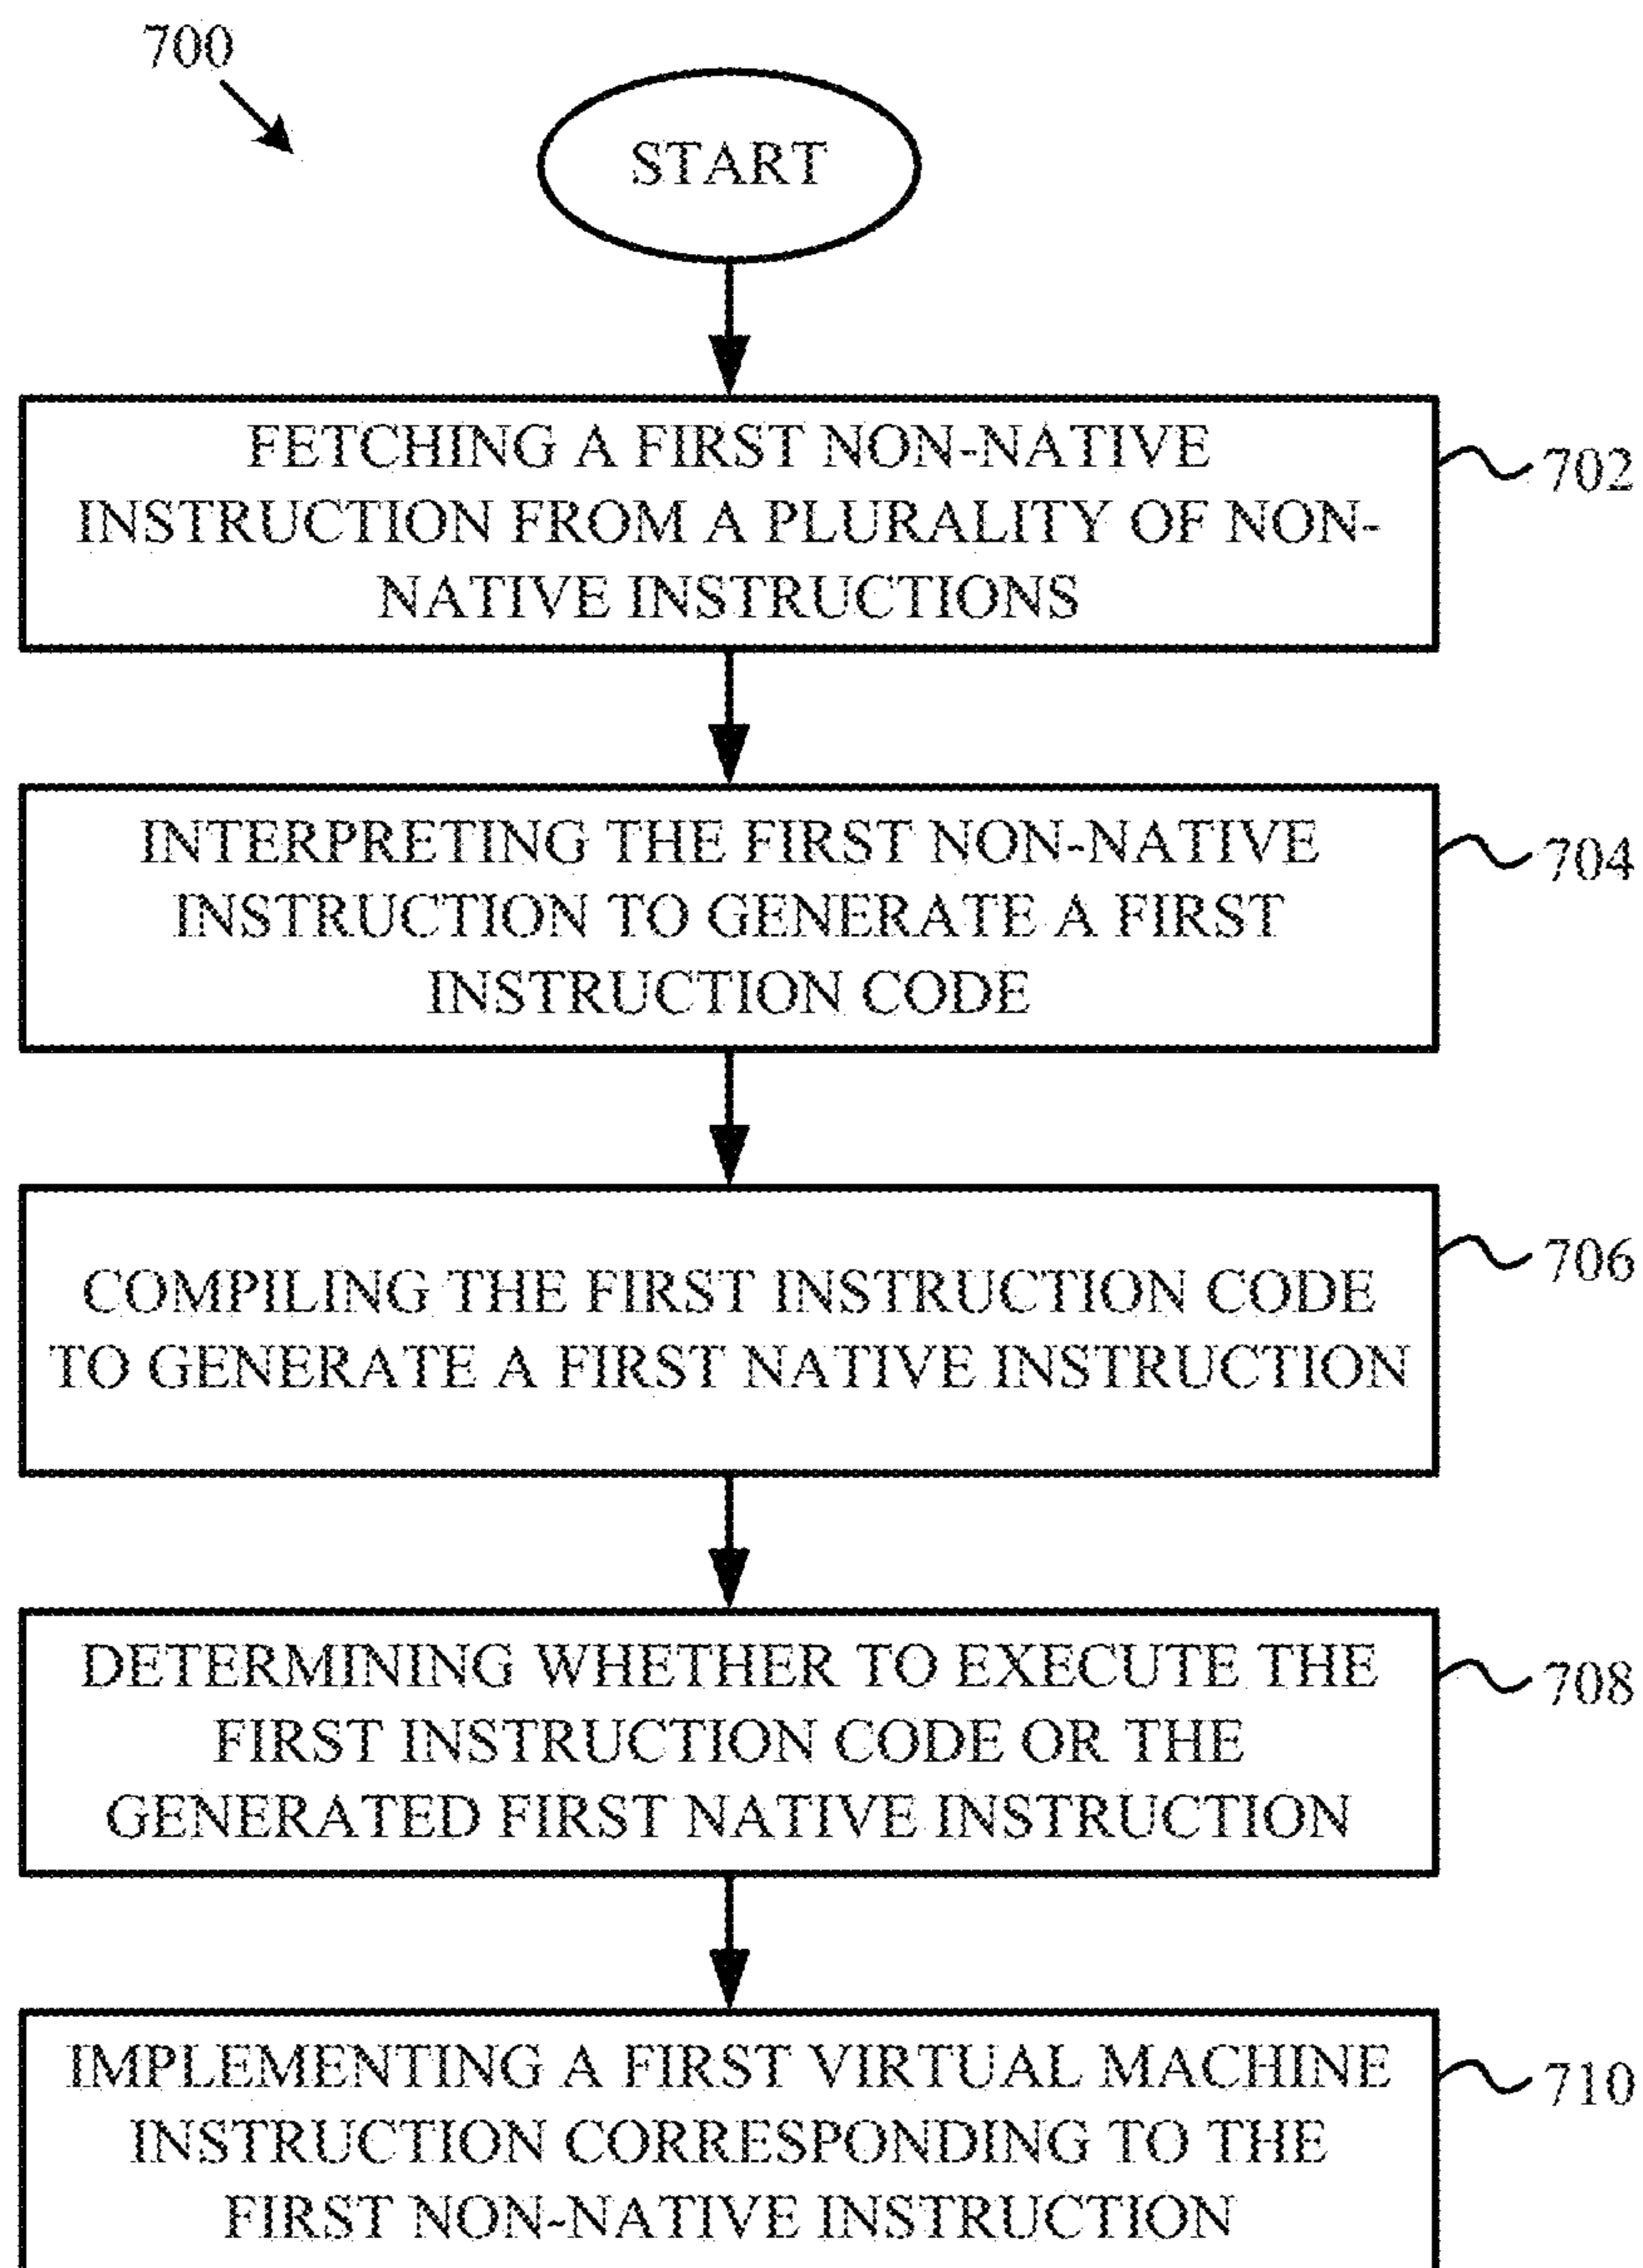 700
START
FETCHING A FIRST NON-NATIVE
INSTRUCTION FROM A PLURALITY OF NON-
NATIVE INSTRUCTIONS
702
INTERPRETING THE FIRST NON-NATIVE
INSTRUCTION TO GENERATE A FIRST
INSTRUCTION CODE
704
COMPILING THE FIRST INSTRUCTION CODE
TO GENERATE A FIRST NATIVE INSTRUCTION
706
DETERMINING WHETHER TO EXECUTE THE
FIRST INSTRUCTION CODE OR THE
GENERATED FIRST NATIVE INSTRUCTION
708
IMPLEMENTING A FIRST VIRTUAL MACHINE
INSTRUCTION CORRESPONDING TO THE
FIRST NON-NATIVE INSTRUCTION
710